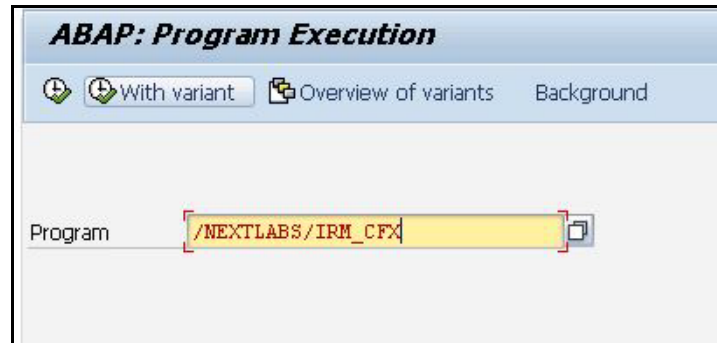 ABAP: Program Execution
With variant Overview of variants Background
Program /NEXTLABS/IRM_CFX